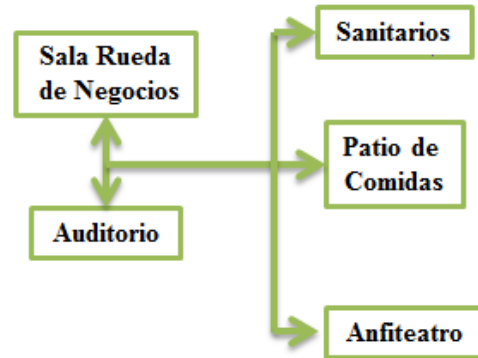 Sala Rueda
de Negocios
Auditorio
Sanitarios
Patio de
Comidas
Anfiteatro